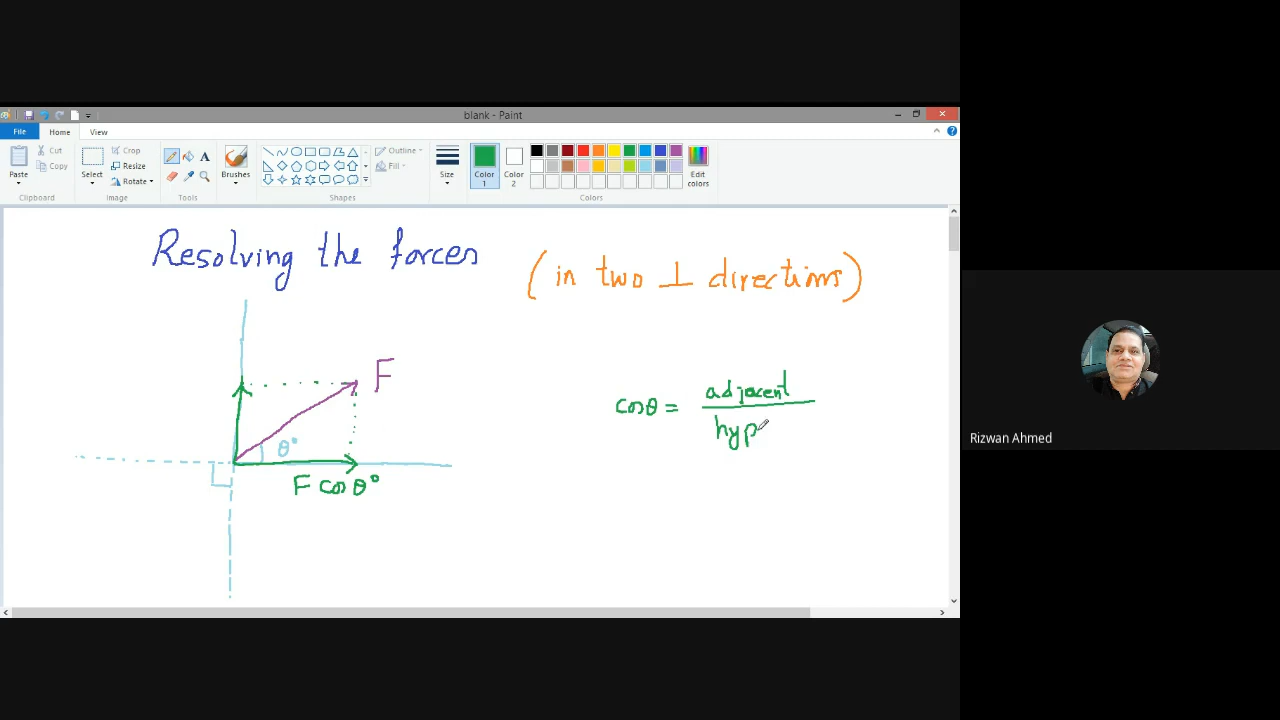 blank - Paint
File Home View
Cut
Copy
Paste
Clipboard
Select
Crop
Resize
Rotate
Image
A
Tools
Brushes
Outline
Fill
Shapes
Size
Color 1
Color 2
Edit colors
Colors
Resolving the forces
(in two ⊥ directions)
F
θ°
F cos θ°
cosθ = adjacent
hyp
Rizwan Ahmed